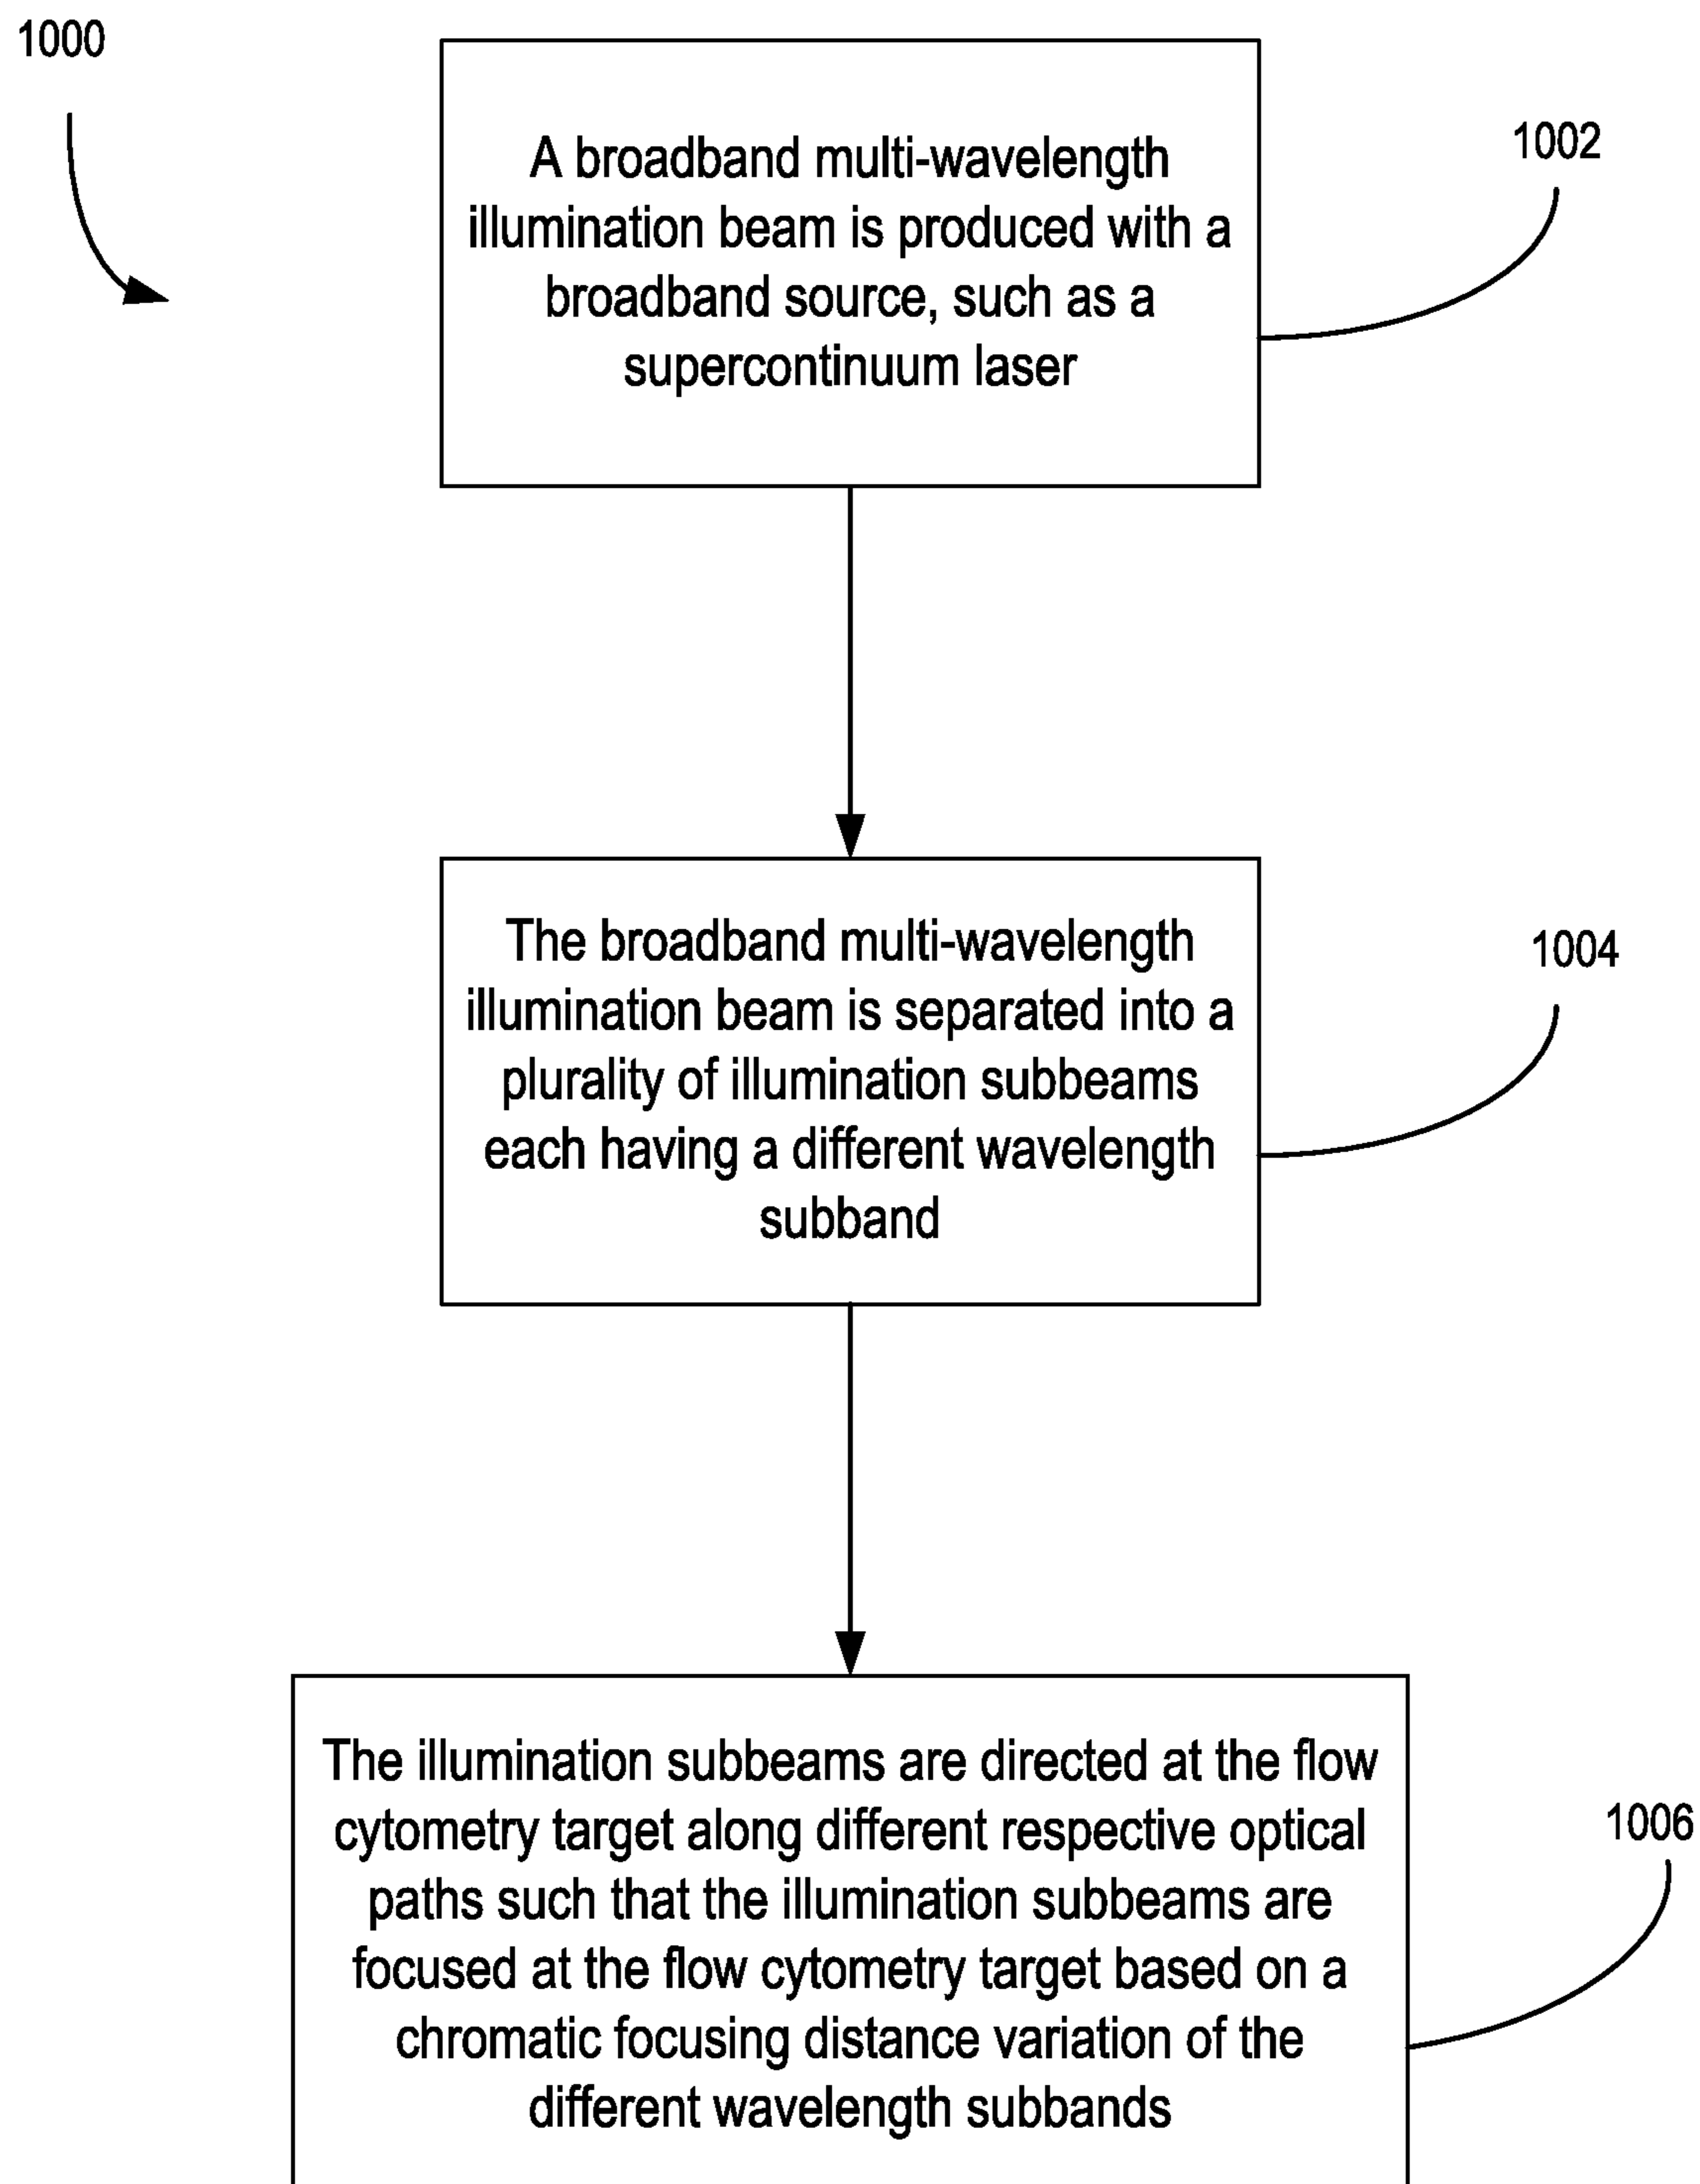 1000
A broadband multi-wavelength
illumination beam is produced with a
broadband source, such as a
supercontinuum laser
1002
The broadband multi-wavelength
illumination beam is separated into a
plurality of illumination subbeams
each having a different wavelength
subband
1004
The illumination subbeams are directed at the flow
cytometry target along different respective optical
paths such that the illumination subbeams are
focused at the flow cytometry target based on a
chromatic focusing distance variation of the
different wavelength subbands
1006